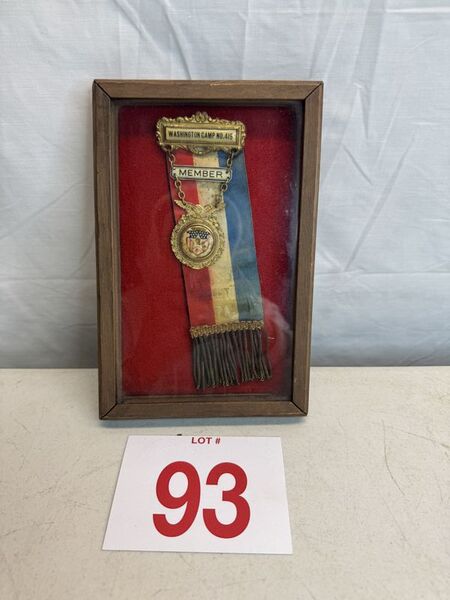 WASHINGTON CAMP NO. 415
MEMBER
LOT #
93